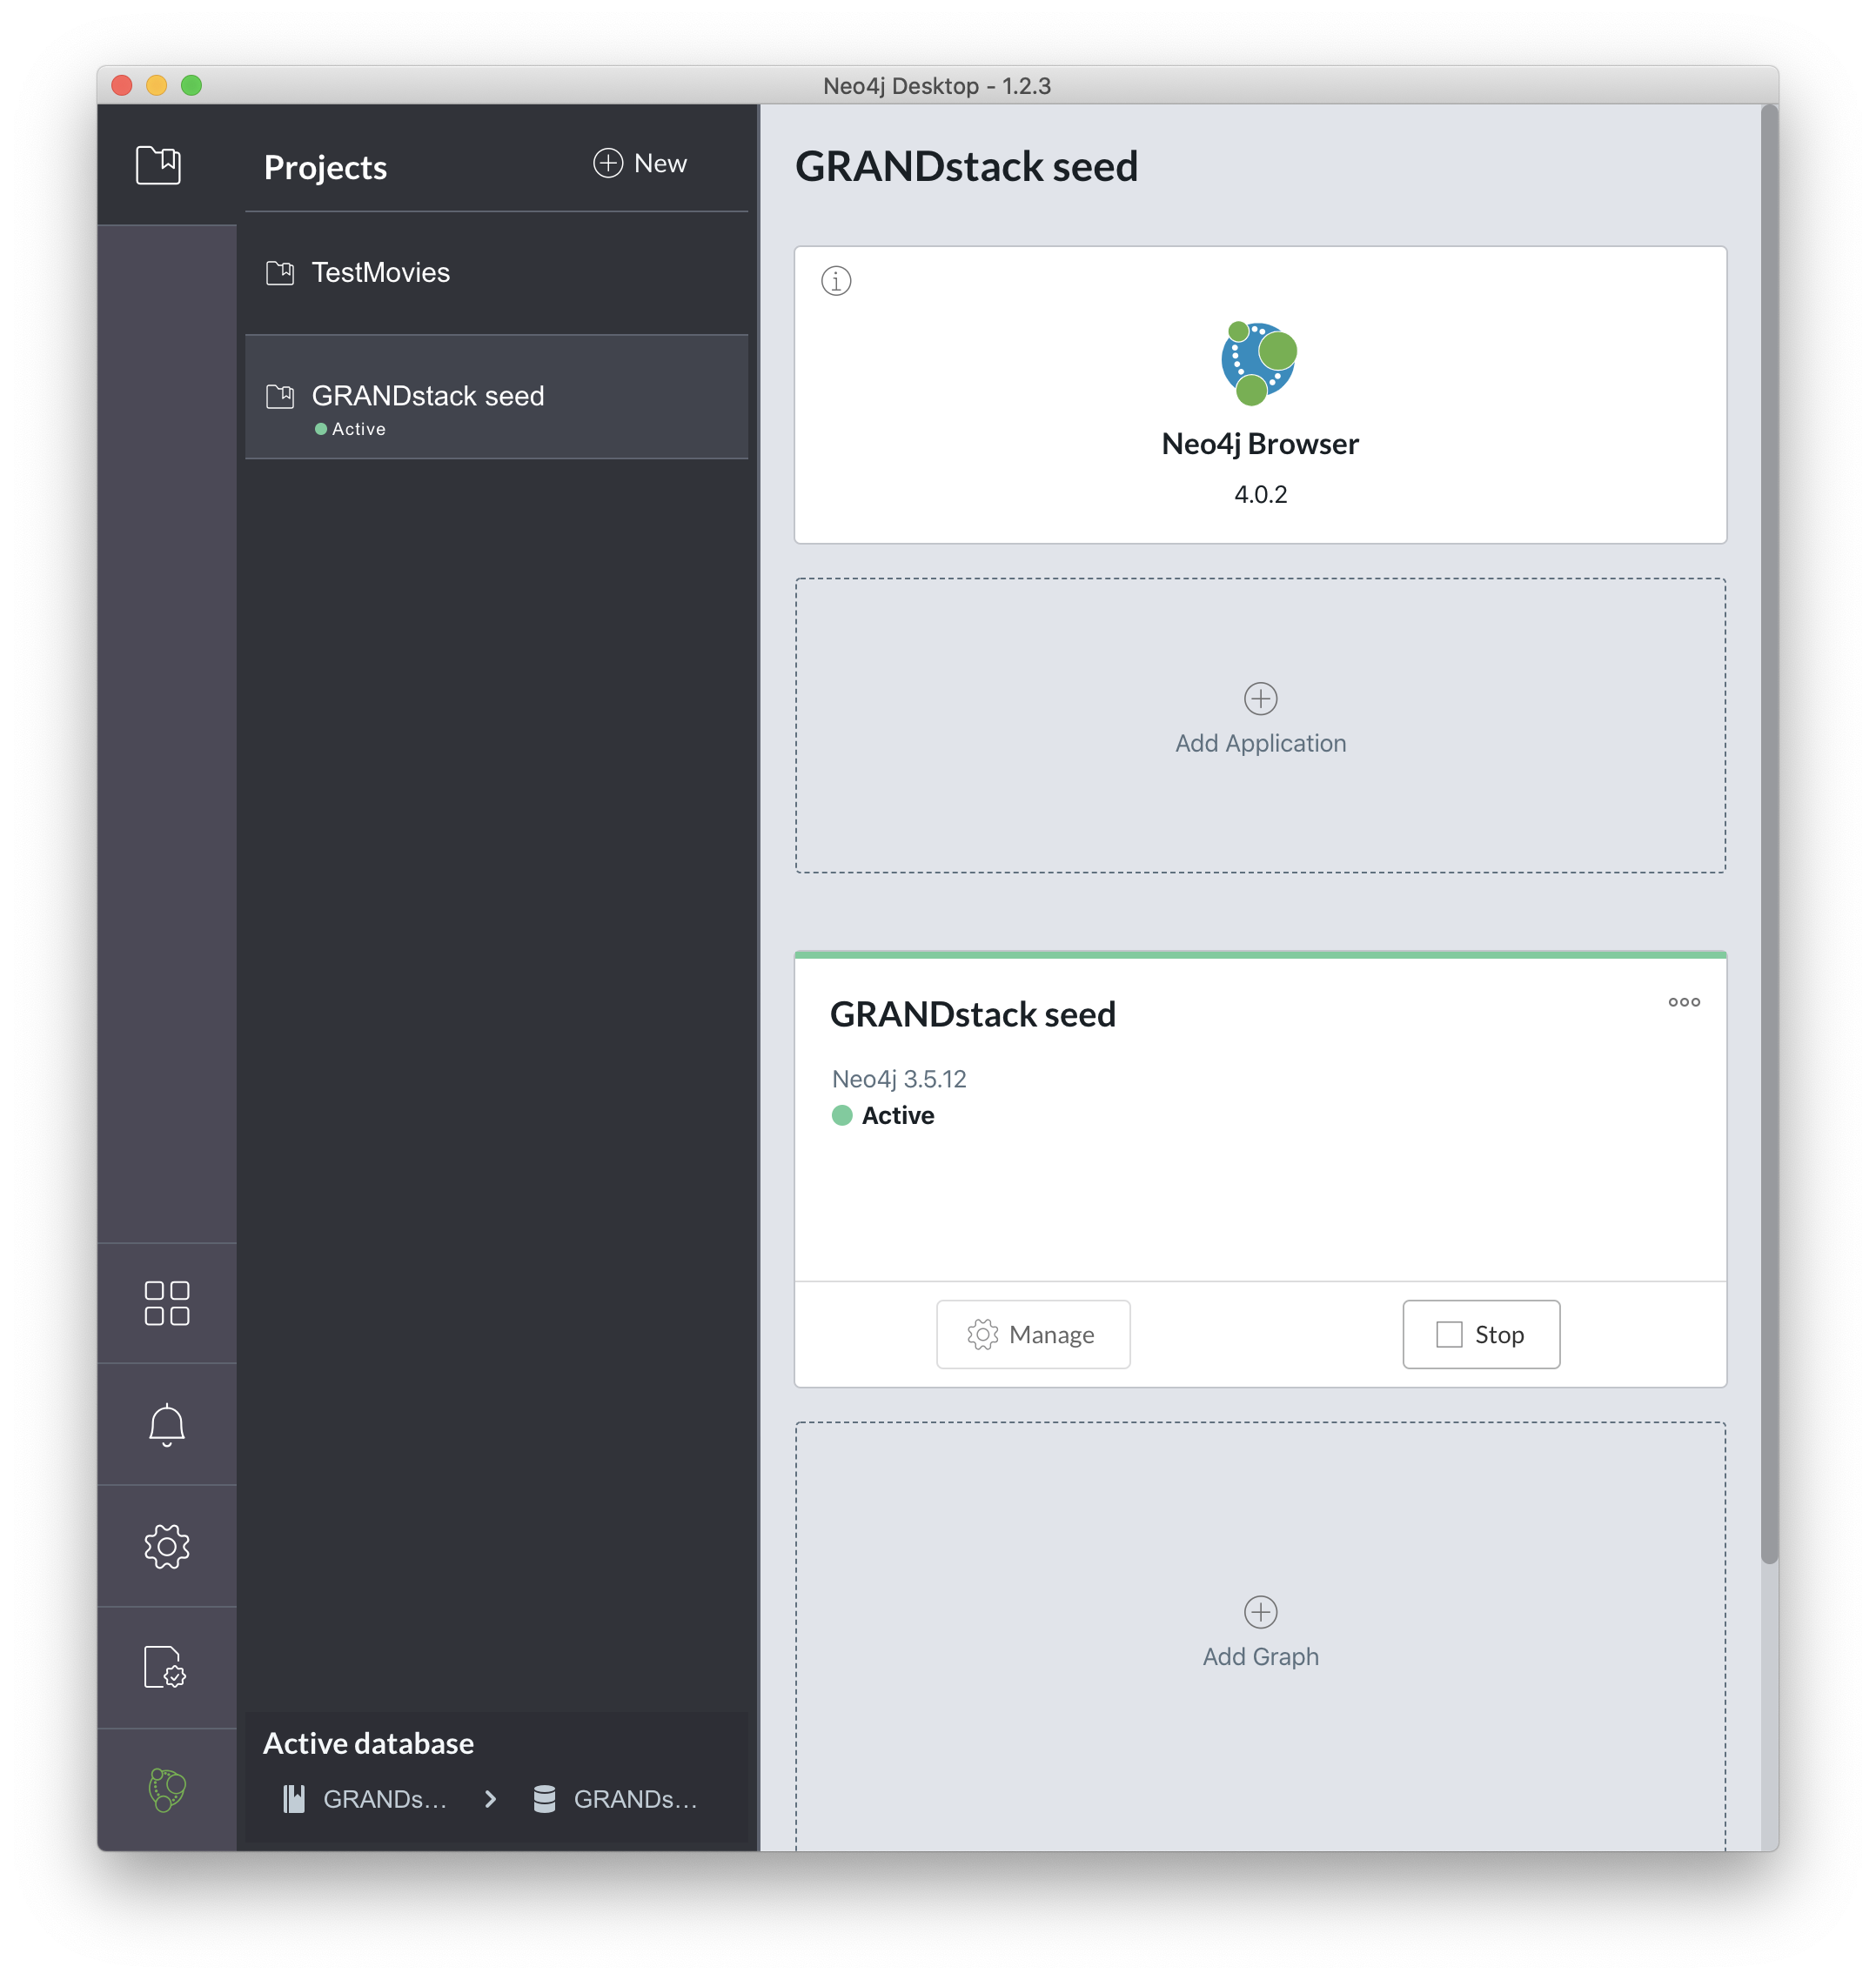 Neo4j Desktop - 1.2.3
Projects
New
TestMovies
GRANDstack seed
Active
Active database
GRANDs...
GRANDs...
GRANDstack seed
Neo4j Browser
4.0.2
Add Application
GRANDstack seed
Neo4j 3.5.12
Active
Manage
Stop
Add Graph